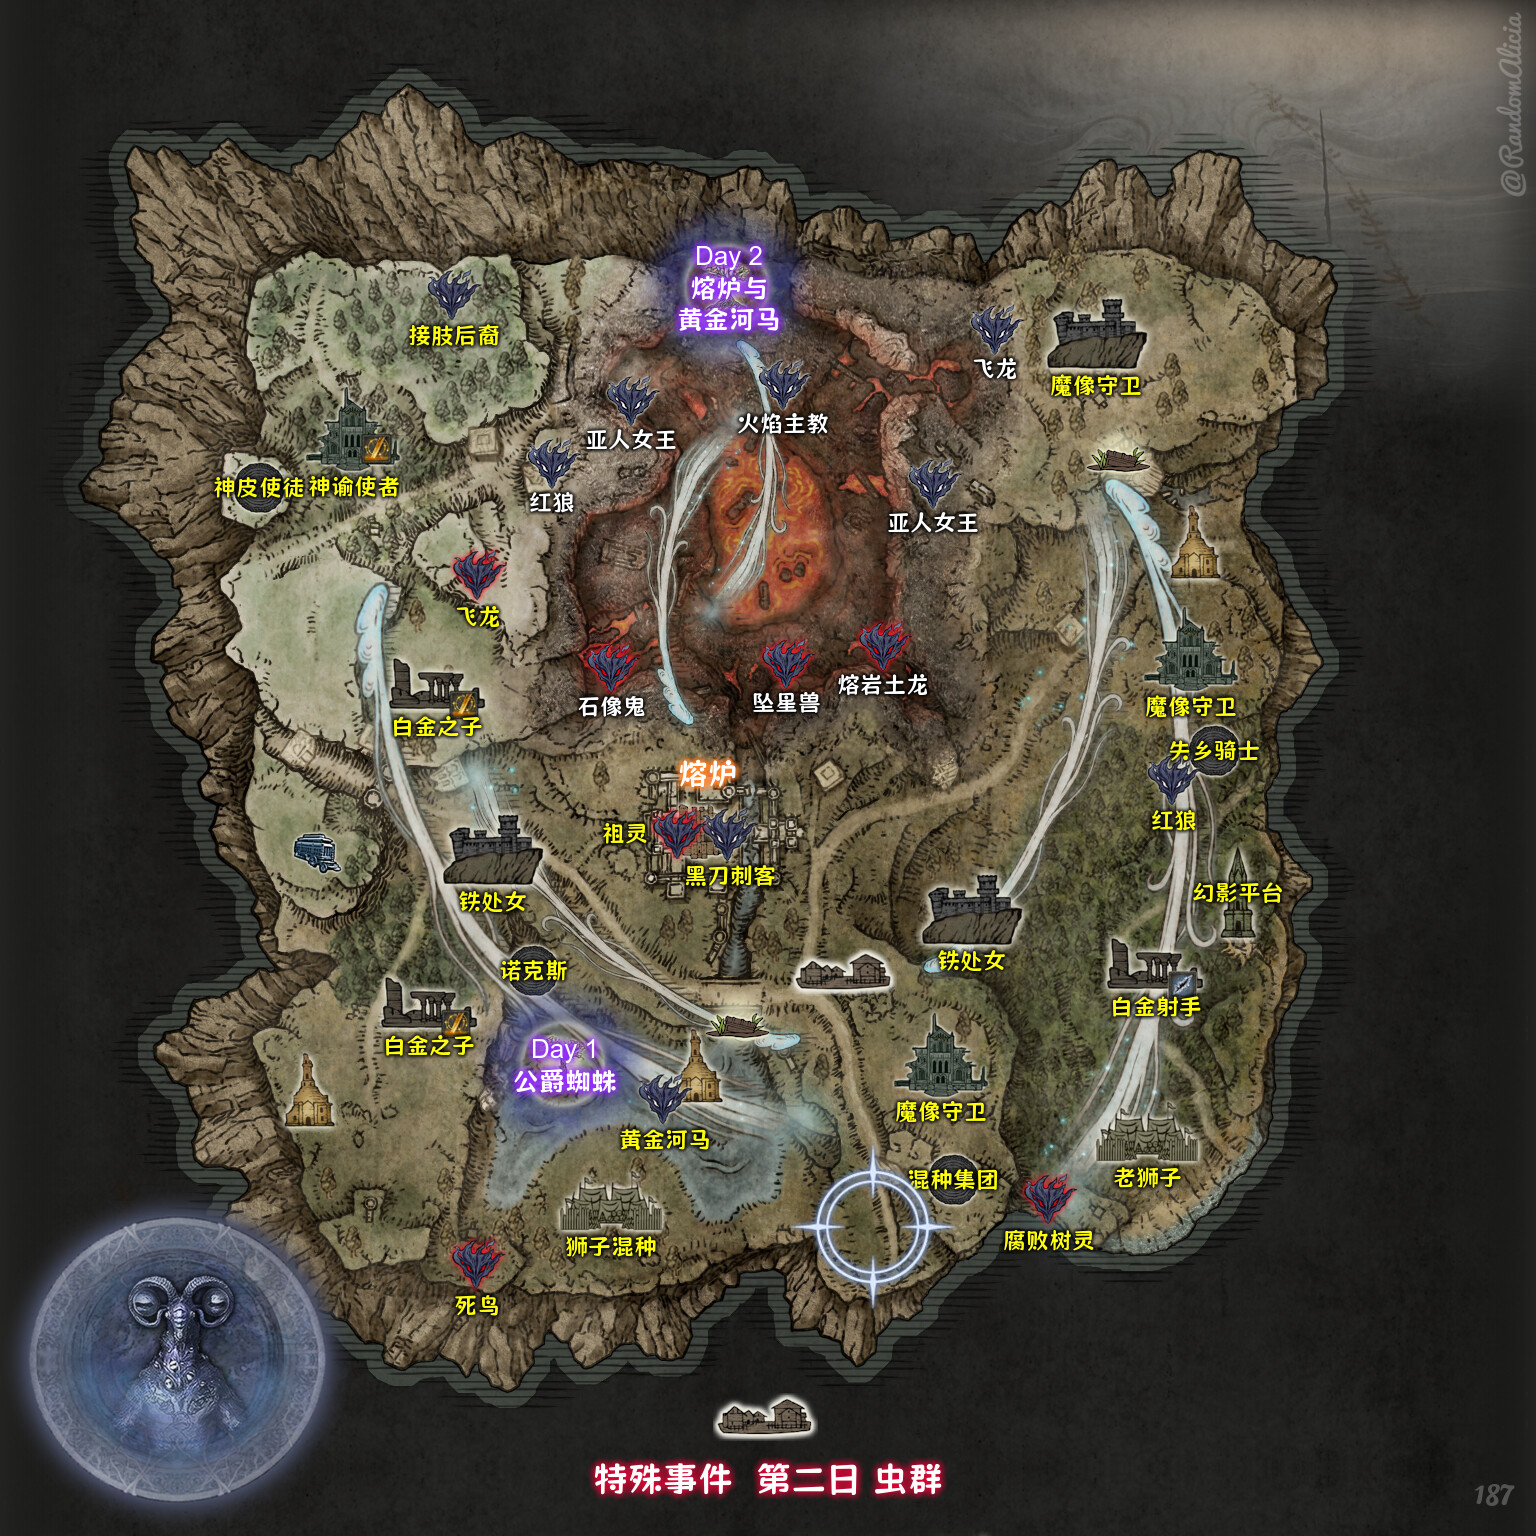 @RandomAlicia
Day 2
熔炉与
黄金河马
接肢后裔
飞龙
魔像守卫
火焰主教
亚人女王
神皮使徒
神谕使者
红狼
亚人女王
飞龙
石像鬼
坠星兽
熔岩土龙
白金之子
魔像守卫
失乡骑士
熔炉
祖灵
黑刀刺客
红狼
铁处女
幻影平台
诺克斯
铁处女
白金射手
白金之子
Day 1
公爵蜘蛛
黄金河马
魔像守卫
混种集团
老狮子
狮子混种
腐败树灵
死鸟
特殊事件 第二日 虫群
187